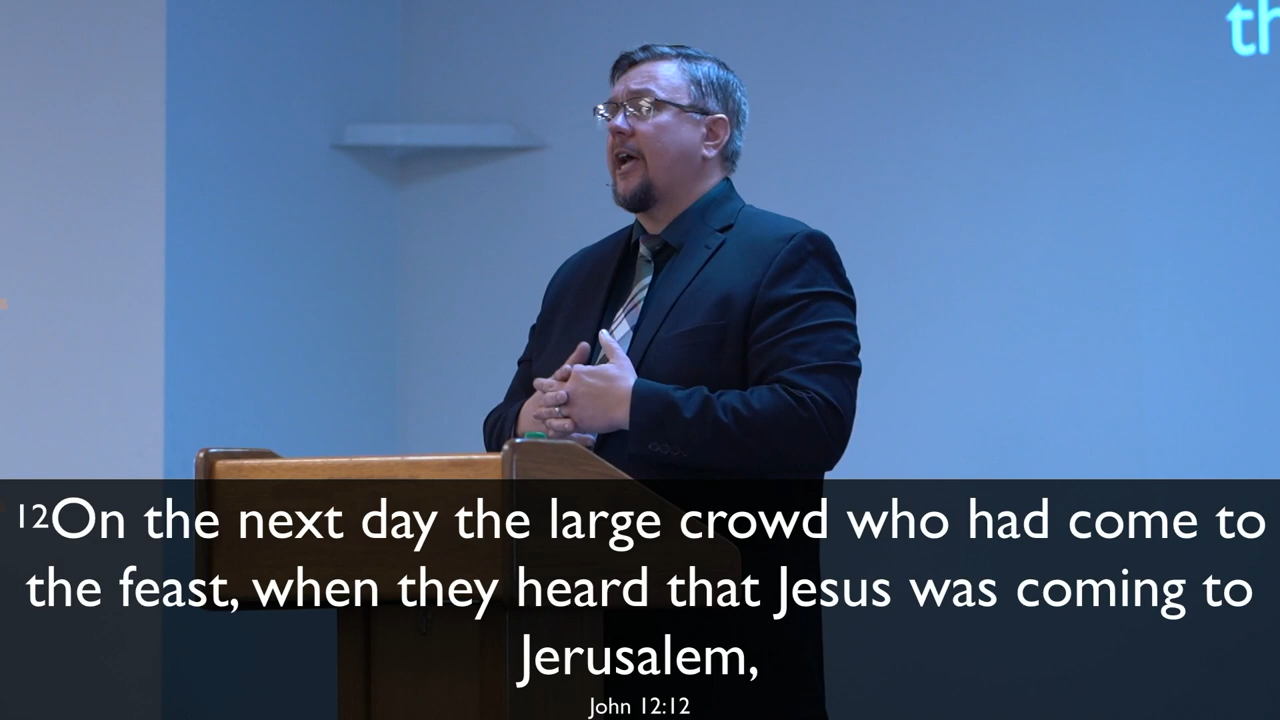 th
12On the next day the large crowd who had come to
the feast, when they heard that Jesus was coming to
Jerusalem,
John 12:12